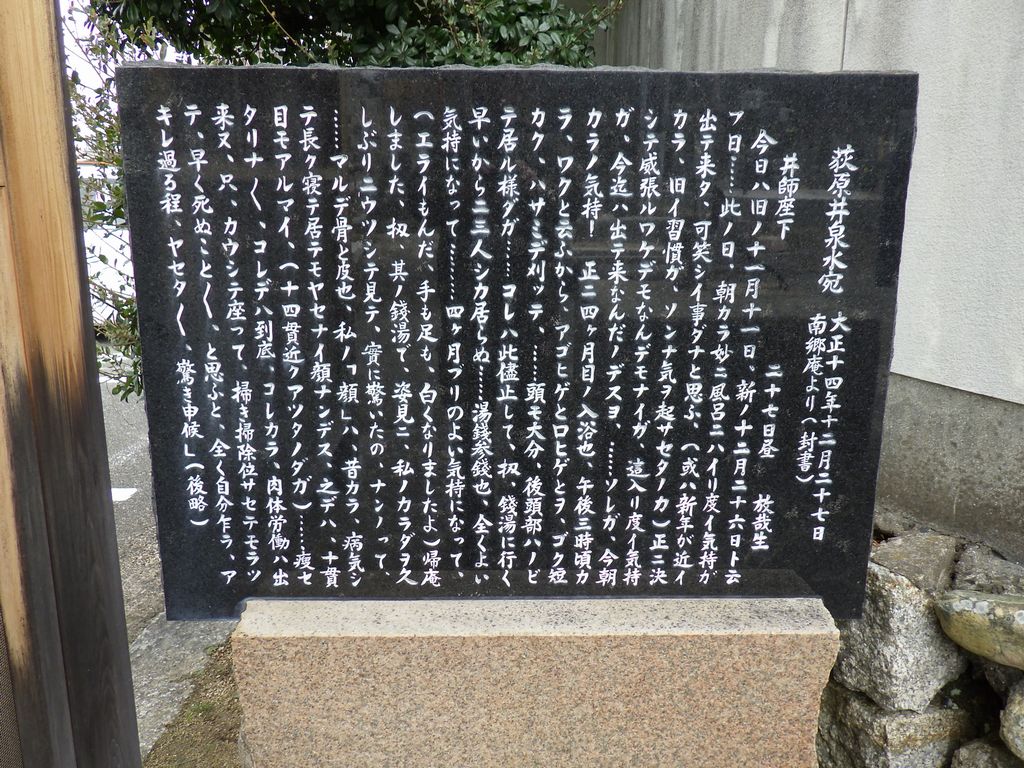 荻原井泉水宛　大正十四年十二月二十七日
南郷庵より（封書）
井師座下　　　二十七日昼　　放哉生
今日ハ旧ノ十一月十一日、新ノ十二月二十六日ト云
フ日……此ノ日、朝カラ妙ニ風呂ニハイリ度イ気持が
出テ来タ、可笑シイ事ダナと思ふ、（或ハ新年が近イ
カラ、旧イ習慣が、ソンナ気ヲ起サセタノカ）正ニ決
シテ威張ルワケデモなんデモナイガ、這入リ度イ気持
ガ、今迄ハ出テ来なんだノデスヨ、……ソレガ、今朝
カラノ気持！　正ニ四ヶ月目ノ入浴也、午後三時頃カ
ラ、ワクと云ふから、アゴヒゲとロヒゲとヲ、ゴク短
カク、ハサミデ刈ッテ、……頭モ大分、後頭部ハノビ
テ居ル様ダガ……コレハ此儘止して、扨、銭湯に行く
早いから二三人シカ居らぬ……湯銭参銭也、全くよい
気持になって………四ヶ月ブリのよい気持になって、
（エライもんだ、手も足も、白くなりましたよ）帰庵
しました、扨、其ノ銭湯で、姿見ニ　私ノカラダヲ久
しぶりニウツシテ見テ、實に驚いたの、ナンノって、
……　マルデ骨と皮也、私ノ「顔」ハ、昔カラ、病気シ
テ長ク寝テ居テモヤセナイ顔ナンデス、之デハ、十貫
目モアルマイ、（十四貫近クアツタノダガ）……痩セ
タリナ〱、コレデハ到底、コレカラ、肉体労働ハ出
来ヌ、只、カウシテ座って、掃き掃除位サセテモラッ
テ、早く死ぬこと〱、と思ふと、全く自分乍ラ、ア
キレ過る程、ヤセタ〱、驚き申候」（後略）